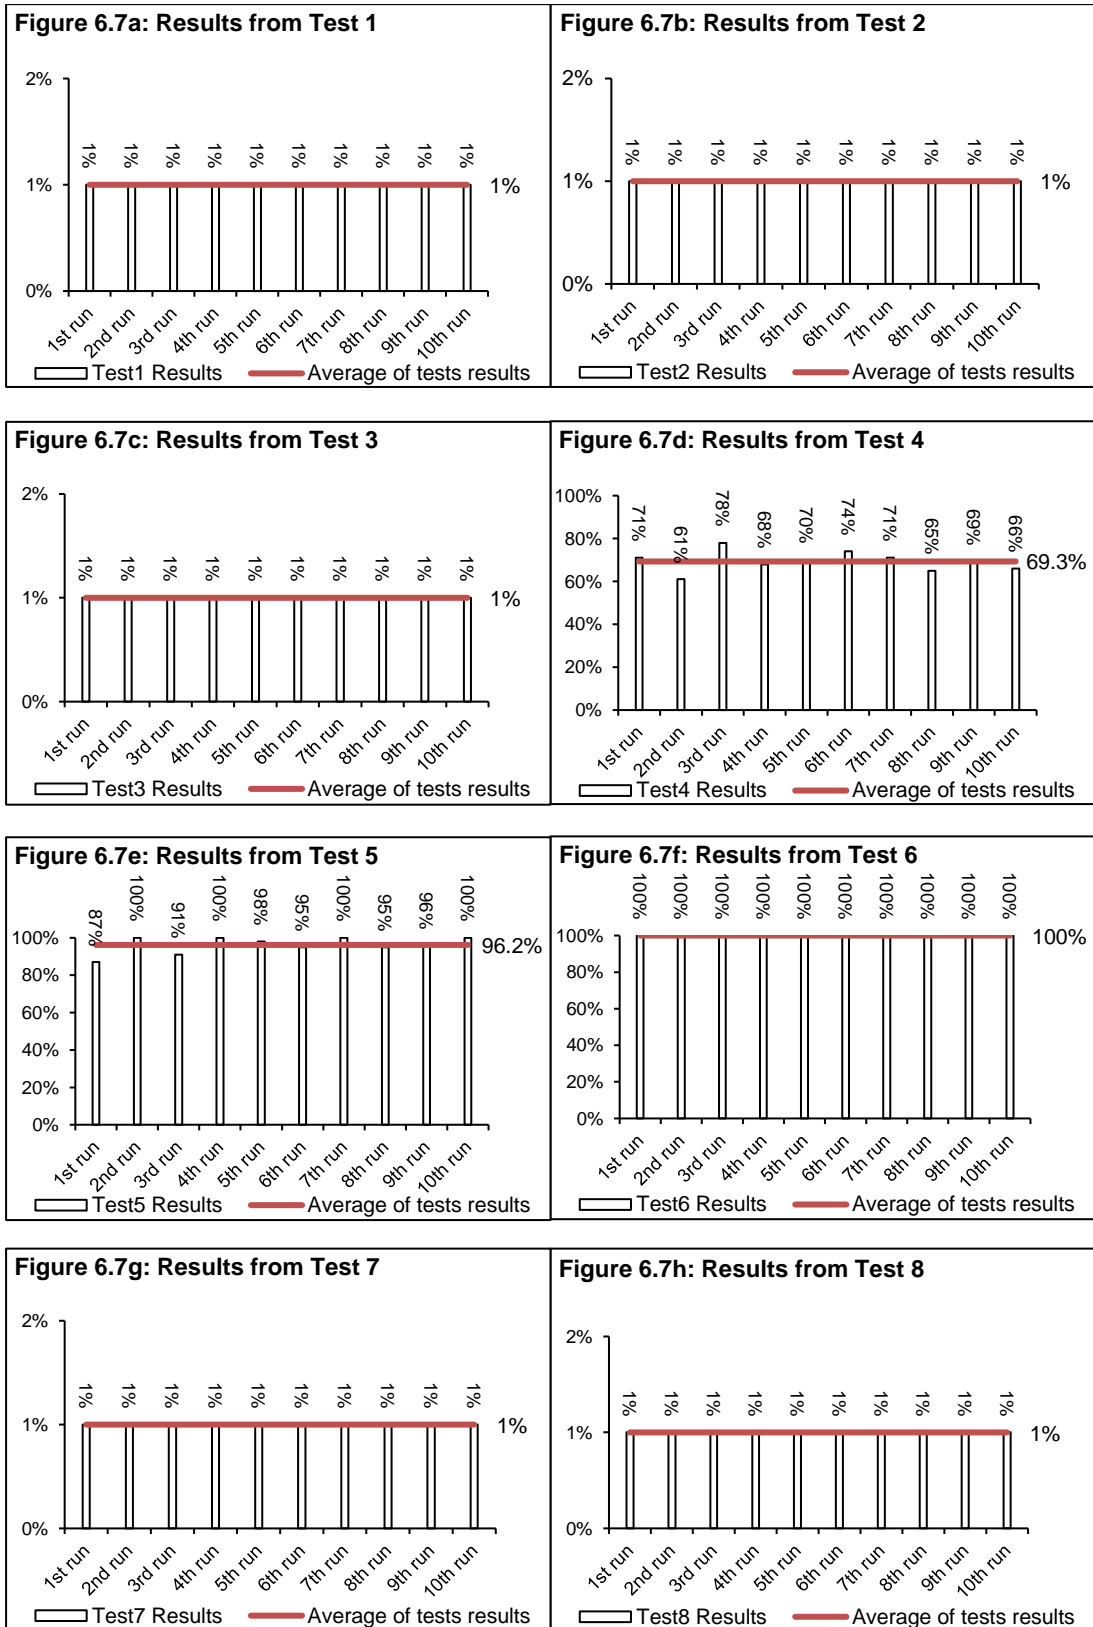 Figure 6.7a: Results from Test 1
2%
1%
0%
1% 1% 1% 1% 1% 1% 1% 1% 1% 1%
1%
1st run 2nd run 3rd run 4th run 5th run 6th run 7th run 8th run 9th run 10th run
Test1 Results Average of tests results
Figure 6.7b: Results from Test 2
2%
1%
0%
1% 1% 1% 1% 1% 1% 1% 1% 1% 1%
1%
1st run 2nd run 3rd run 4th run 5th run 6th run 7th run 8th run 9th run 10th run
Test2 Results Average of tests results
Figure 6.7c: Results from Test 3
2%
1%
0%
1% 1% 1% 1% 1% 1% 1% 1% 1% 1%
1%
1st run 2nd run 3rd run 4th run 5th run 6th run 7th run 8th run 9th run 10th run
Test3 Results Average of tests results
Figure 6.7d: Results from Test 4
100%
80%
60%
40%
20%
0%
71% 61% 78% 68% 70% 74% 71% 65% 69% 66%
69.3%
1st run 2nd run 3rd run 4th run 5th run 6th run 7th run 8th run 9th run 10th run
Test4 Results Average of tests results
Figure 6.7e: Results from Test 5
100%
80%
60%
40%
20%
0%
87% 100% 91% 100% 98% 95% 100% 95% 96% 100%
96.2%
1st run 2nd run 3rd run 4th run 5th run 6th run 7th run 8th run 9th run 10th run
Test5 Results Average of tests results
Figure 6.7f: Results from Test 6
100%
80%
60%
40%
20%
0%
100% 100% 100% 100% 100% 100% 100% 100% 100% 100%
100%
1st run 2nd run 3rd run 4th run 5th run 6th run 7th run 8th run 9th run 10th run
Test6 Results Average of tests results
Figure 6.7g: Results from Test 7
2%
1%
0%
1% 1% 1% 1% 1% 1% 1% 1% 1% 1%
1%
1st run 2nd run 3rd run 4th run 5th run 6th run 7th run 8th run 9th run 10th run
Test7 Results Average of tests results
Figure 6.7h: Results from Test 8
2%
1%
0%
1% 1% 1% 1% 1% 1% 1% 1% 1% 1%
1%
1st run 2nd run 3rd run 4th run 5th run 6th run 7th run 8th run 9th run 10th run
Test8 Results Average of tests results